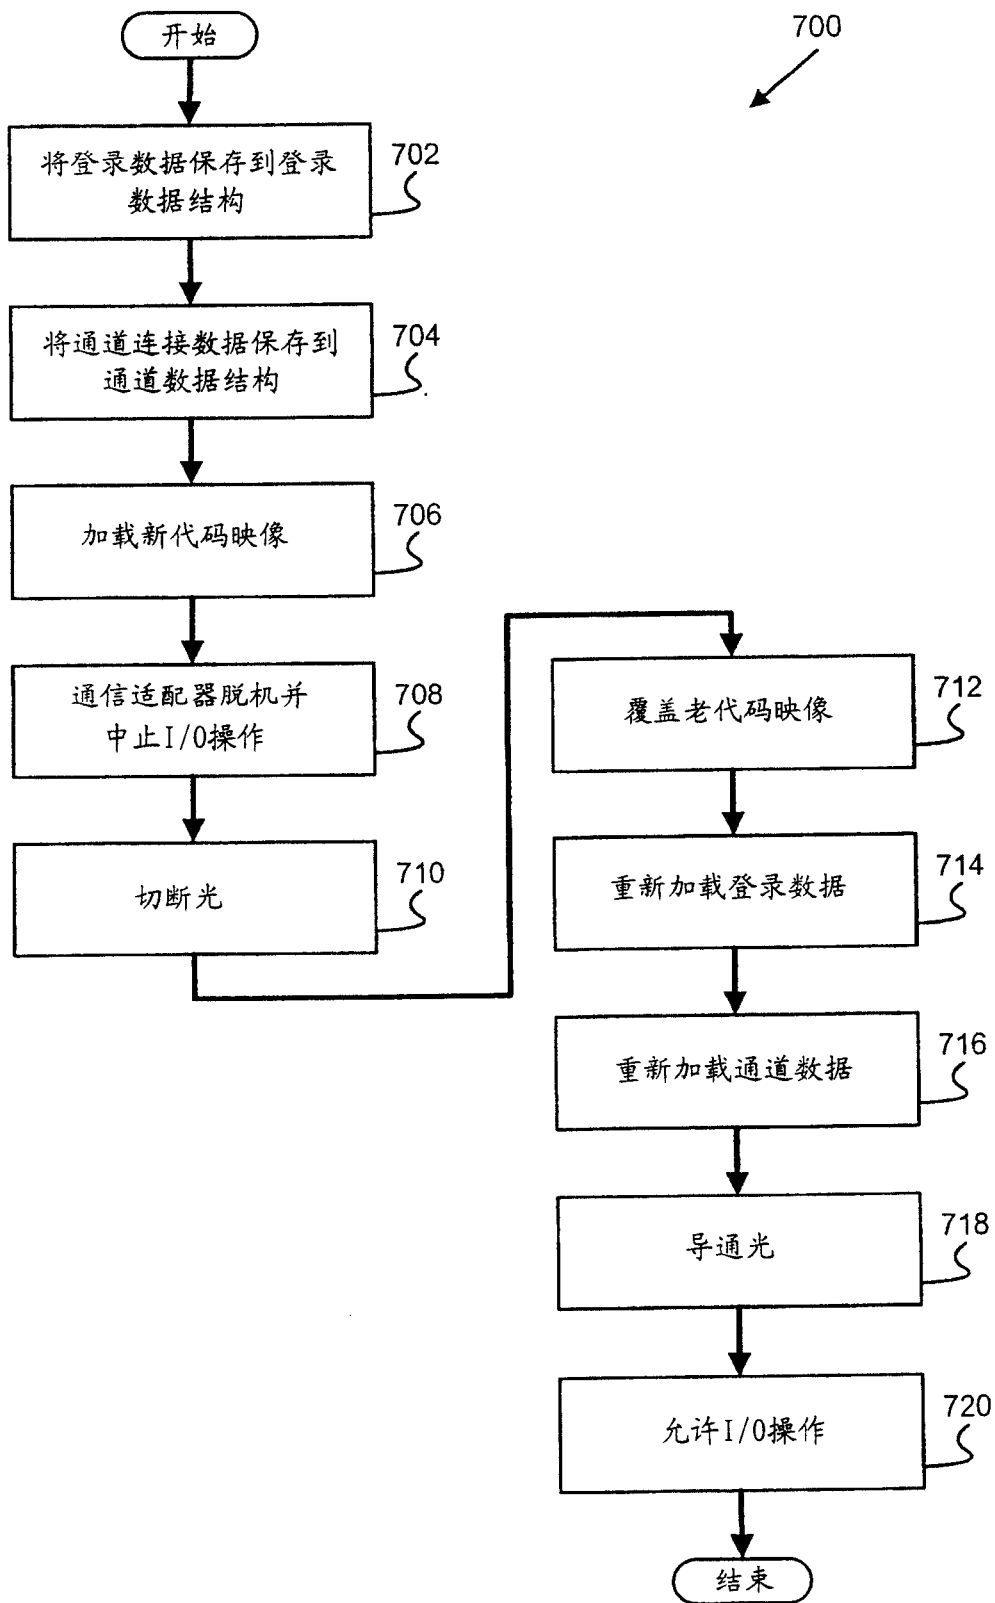 开始
700
将登录数据保存到登录
数据结构
702
将通道连接数据保存到
通道数据结构
704
加载新代码映像
706
通信适配器脱机并
中止I/O操作
708
切断光
710
覆盖老代码映像
712
重新加载登录数据
714
重新加载通道数据
716
导通光
718
允许I/O操作
720
结束